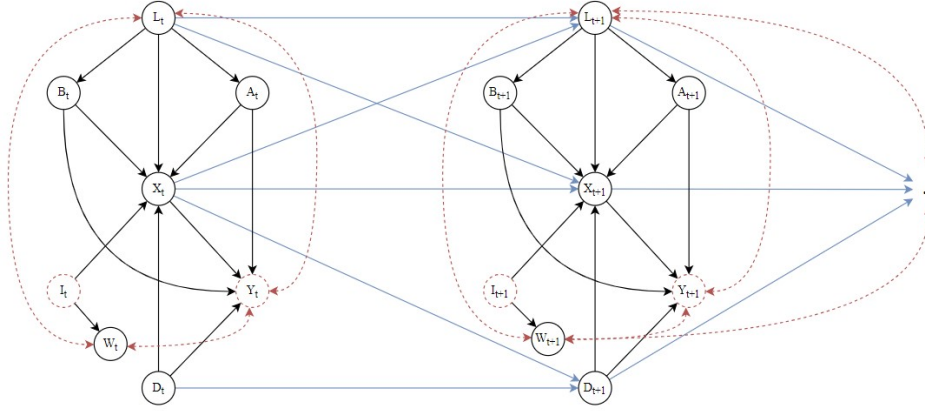 L_t L_{t+1}
B_t A_t B_{t+1} A_{t+1}
X_t X_{t+1}
I_t Y_t I_{t+1} Y_{t+1}
W_t W_{t+1}
D_t D_{t+1}